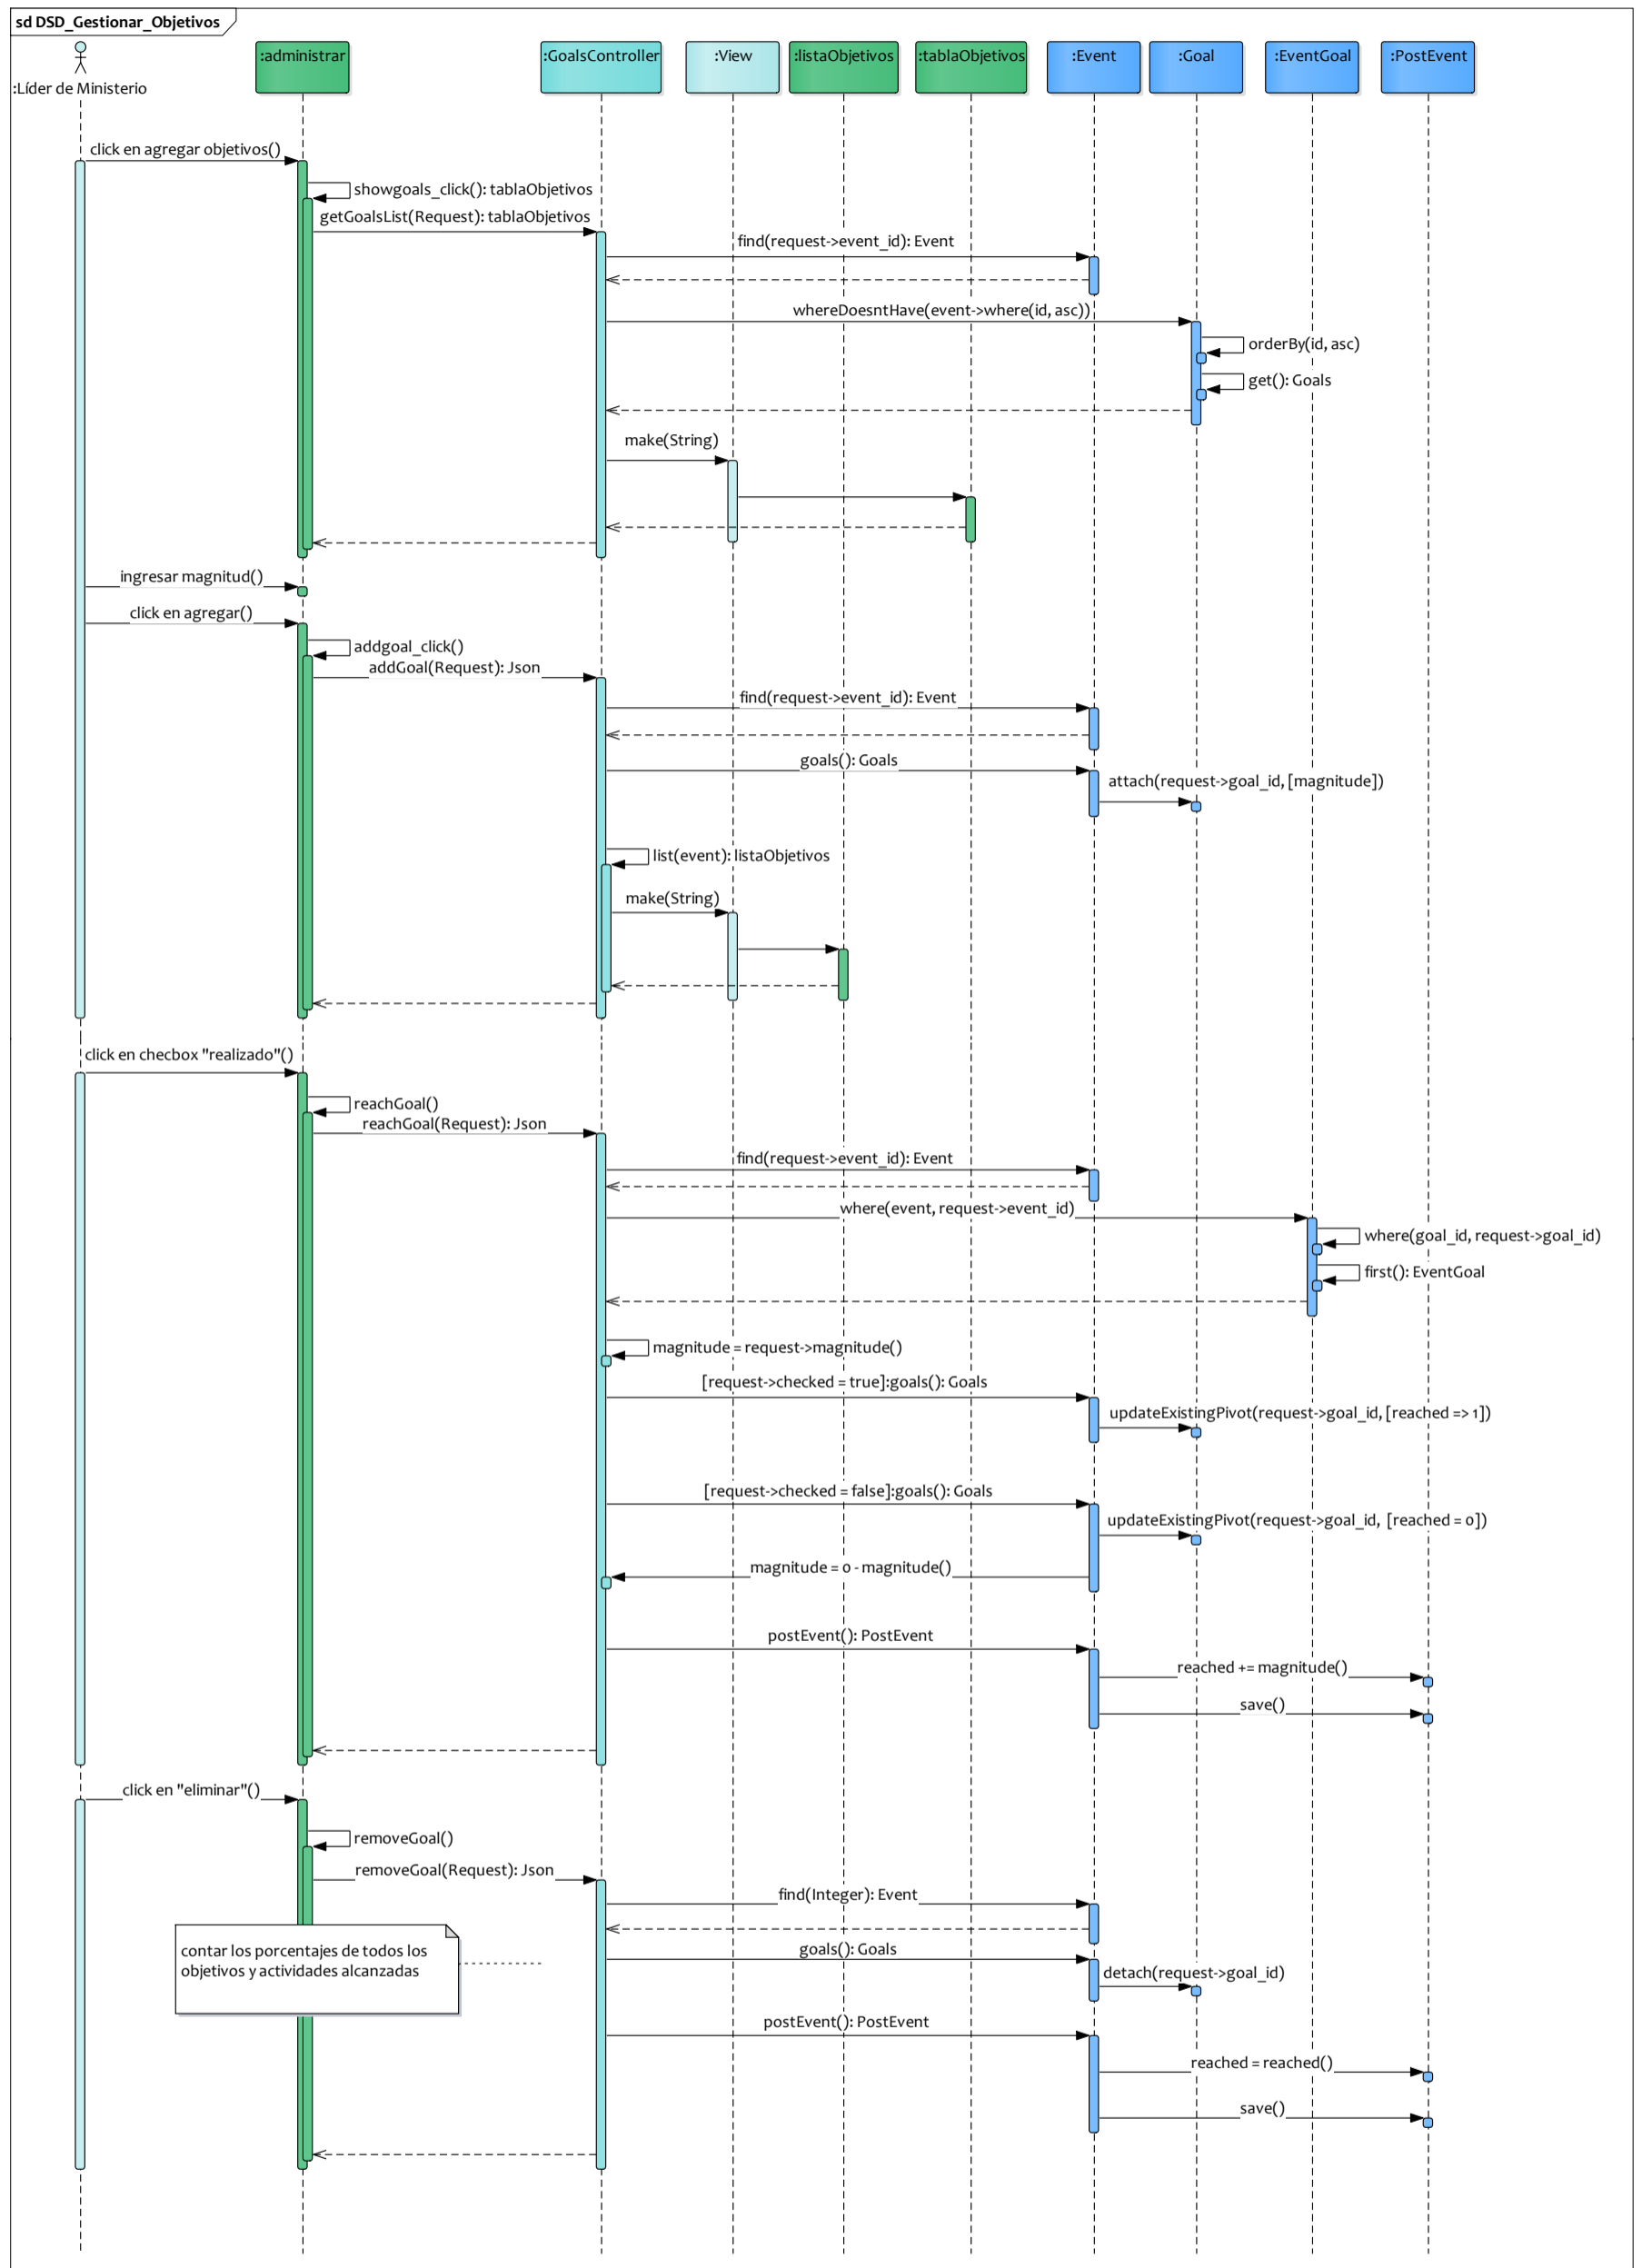 sd DSD_Gestionar_Objetivos
:Líder de Ministerio
:administrar
:GoalsController
:View
:listaObjetivos
:tablaObjetivos
:Event
:Goal
:EventGoal
:PostEvent
click en agregar objetivos()
showgoals_click(): tablaObjetivos
getGoalsList(Request): tablaObjetivos
find(request->event_id): Event
whereDoesntHave(event->where(id, asc))
orderBy(id, asc)
get(): Goals
make(String)
ingresar magnitud()
click en agregar()
addgoal_click()
addGoal(Request): Json
find(request->event_id): Event
goals(): Goals
attach(request->goal_id, [magnitude])
list(event): listaObjetivos
make(String)
click en checbox "realizado"()
reachGoal()
reachGoal(Request): Json
find(request->event_id): Event
where(event, request->event_id)
where(goal_id, request->goal_id)
first(): EventGoal
magnitude = request->magnitude()
[request->checked = true]:goals(): Goals
updateExistingPivot(request->goal_id, [reached => 1])
[request->checked = false]:goals(): Goals
updateExistingPivot(request->goal_id,  [reached = 0])
magnitude = 0 - magnitude()
postEvent(): PostEvent
reached += magnitude()
save()
click en "eliminar"()
removeGoal()
removeGoal(Request): Json
find(Integer): Event
contar los porcentajes de todos los
objetivos y actividades alcanzadas
goals(): Goals
detach(request->goal_id)
postEvent(): PostEvent
reached = reached()
save()